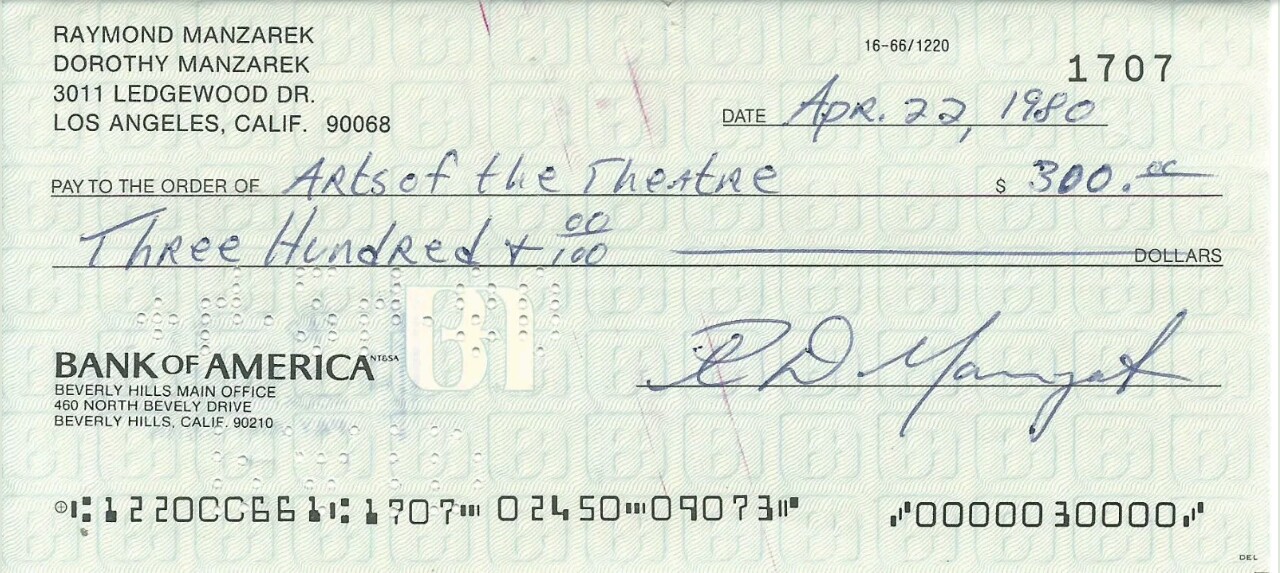 RAYMOND MANZAREK
DOROTHY MANZAREK
3011 LEDGEWOOD DR.
LOS ANGELES, CALIF. 90068
16-66/1220
1707
DATE Apr. 22, 1980
PAY TO THE ORDER OF Arts of the Theatre $ 300.00
Three Hundred + 00/100 DOLLARS
BANK OF AMERICA NT&SA
BEVERLY HILLS MAIN OFFICE
460 NORTH BEVELY DRIVE
BEVERLY HILLS, CALIF. 90210
R D Manzarek
⑆122000661⑆1707⑉02450⑉09073⑈ ⑇0000030000⑇
DEL